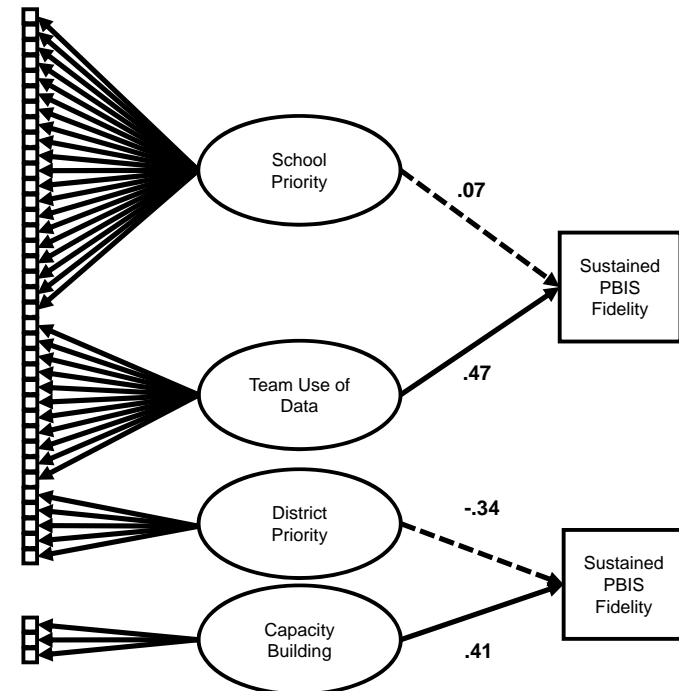 School
Priority
.07
Sustained
PBIS
Fidelity
Team Use of
Data
.47
District
Priority
-.34
Sustained
PBIS
Fidelity
Capacity
Building
.41